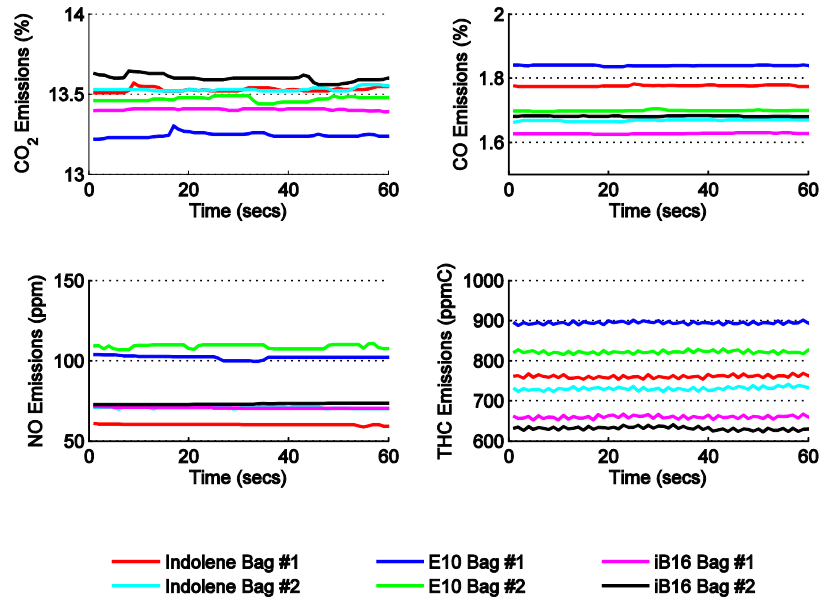 14
13.5
13
CO2 Emissions (%)
0
20
40
60
Time (secs)
2
1.8
1.6
CO Emissions (%)
0
20
40
60
Time (secs)
150
100
50
NO Emissions (ppm)
0
20
40
60
Time (secs)
1000
900
800
700
600
THC Emissions (ppmC)
0
20
40
60
Time (secs)
Indolene Bag #1
E10 Bag #1
iB16 Bag #1
Indolene Bag #2
E10 Bag #2
iB16 Bag #2